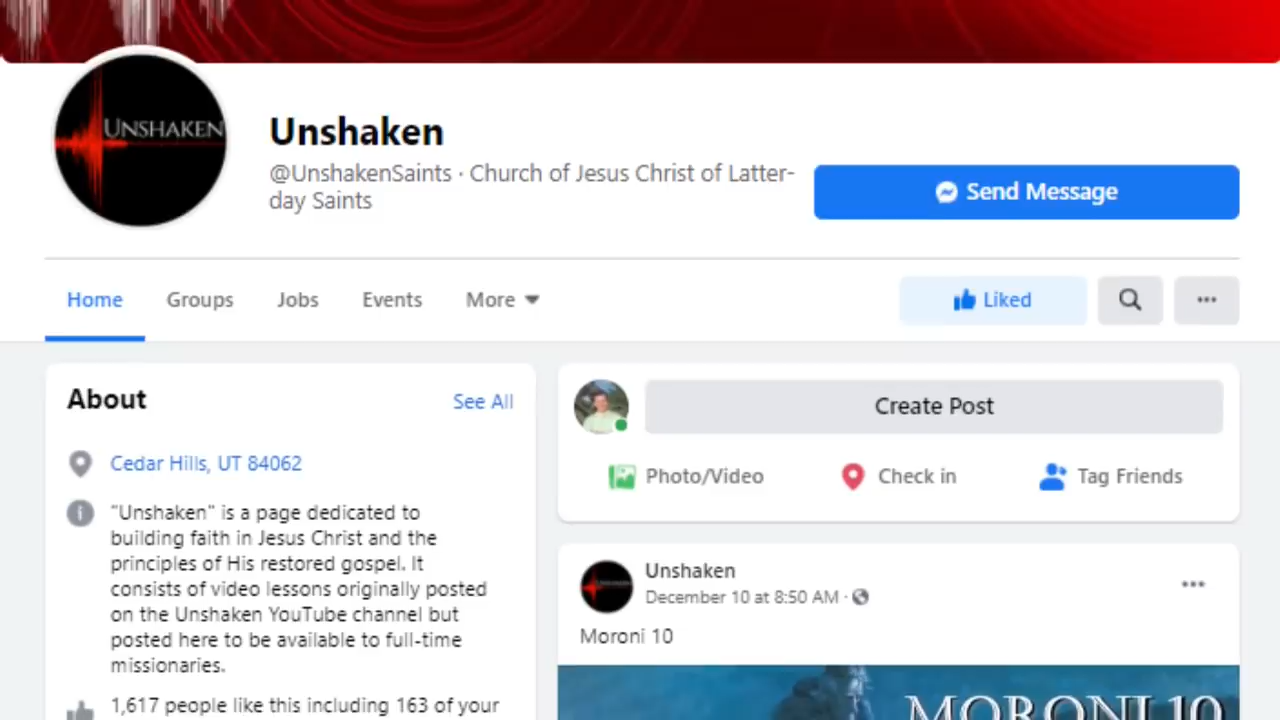 UNSHAKEN
Unshaken
@UnshakenSaints · Church of Jesus Christ of Latter-
day Saints
Send Message
Home Groups Jobs Events More
Liked
About
See All
Cedar Hills, UT 84062
"Unshaken" is a page dedicated to
building faith in Jesus Christ and the
principles of His restored gospel. It
consists of video lessons originally posted
on the Unshaken YouTube channel but
posted here to be available to full-time
missionaries.
1,617 people like this including 163 of your
Create Post
Photo/Video Check in Tag Friends
Unshaken
December 10 at 8:50 AM ·
Moroni 10
MORONI 10